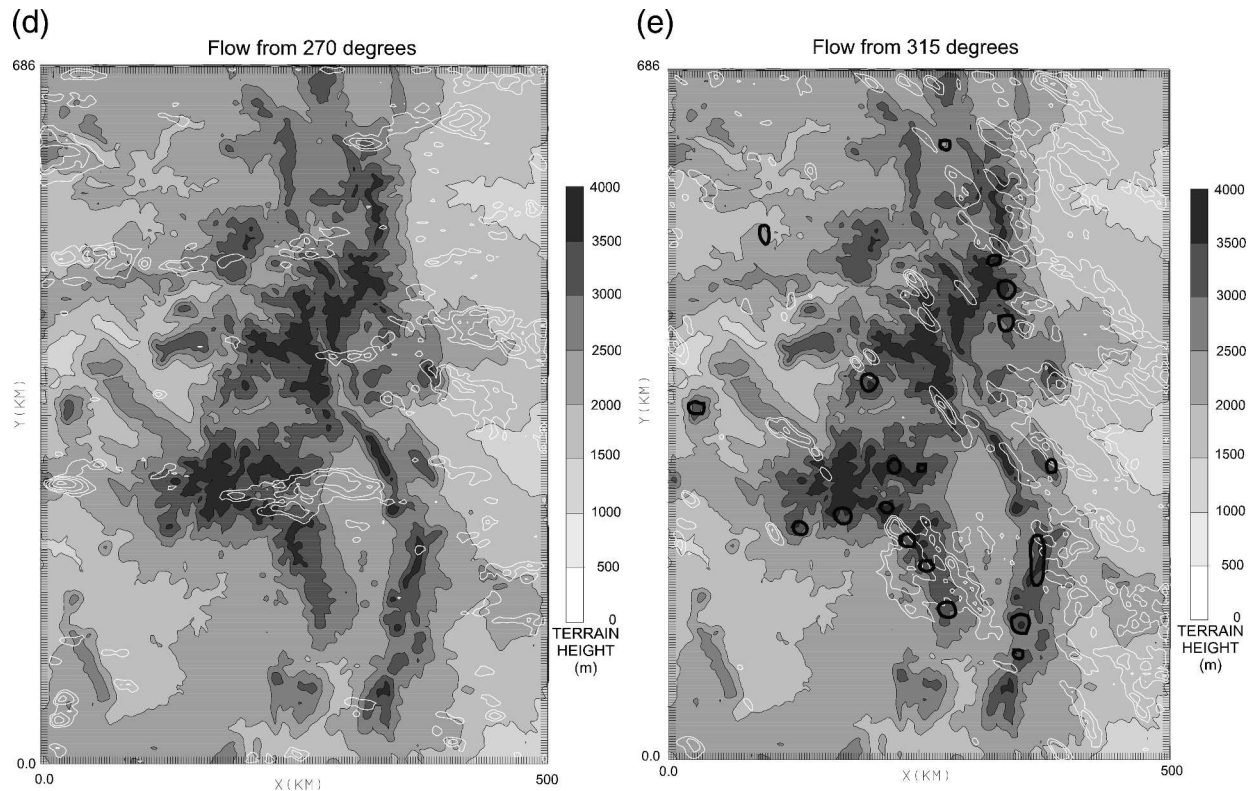 (d)
Flow from 270 degrees
686
Y(KM)
0.0
0.0
X(KM)
500
4000
3500
3000
2500
2000
1500
1000
500
0
TERRAIN
HEIGHT
(m)
(e)
Flow from 315 degrees
686
Y(KM)
0.0
0.0
X(KM)
500
4000
3500
3000
2500
2000
1500
1000
500
0
TERRAIN
HEIGHT
(m)